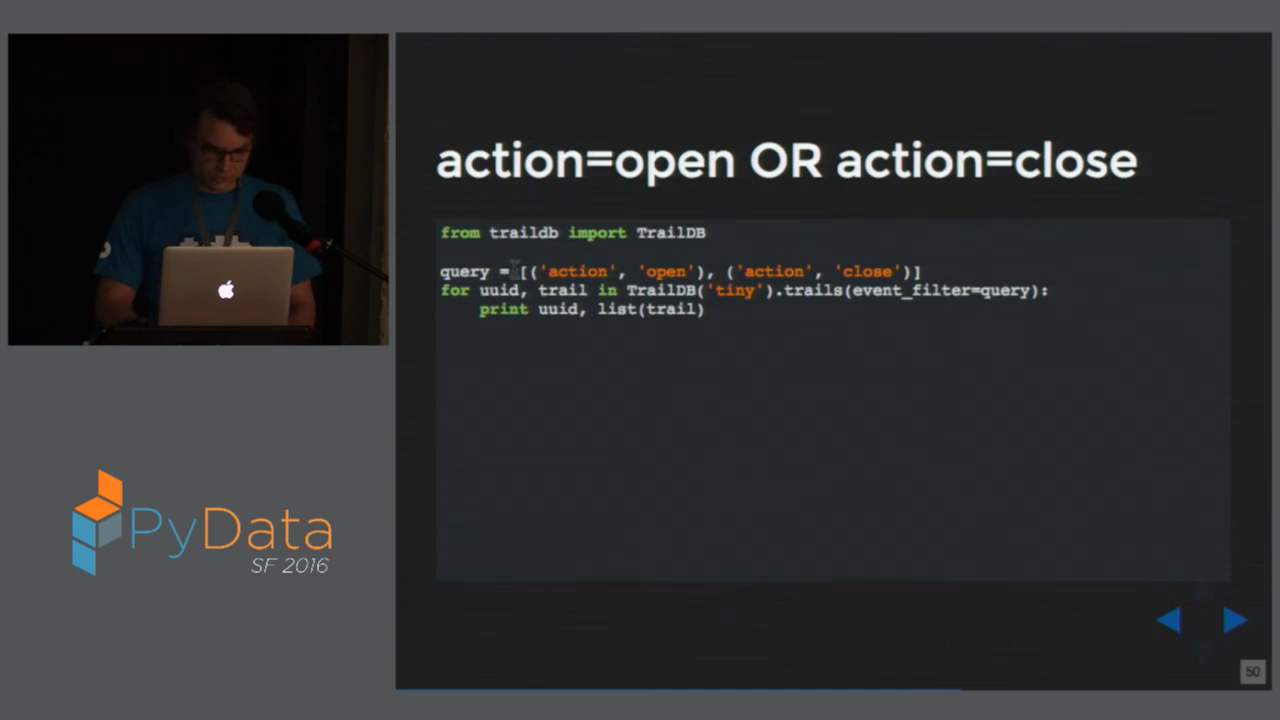 action=open OR action=close
from traildb import TrailDB
query = [('action', 'open'), ('action', 'close')]
for uuid, trail in TrailDB('tiny').trails(event_filter=query):
    print uuid, list(trail)
PyData
SF 2016
50